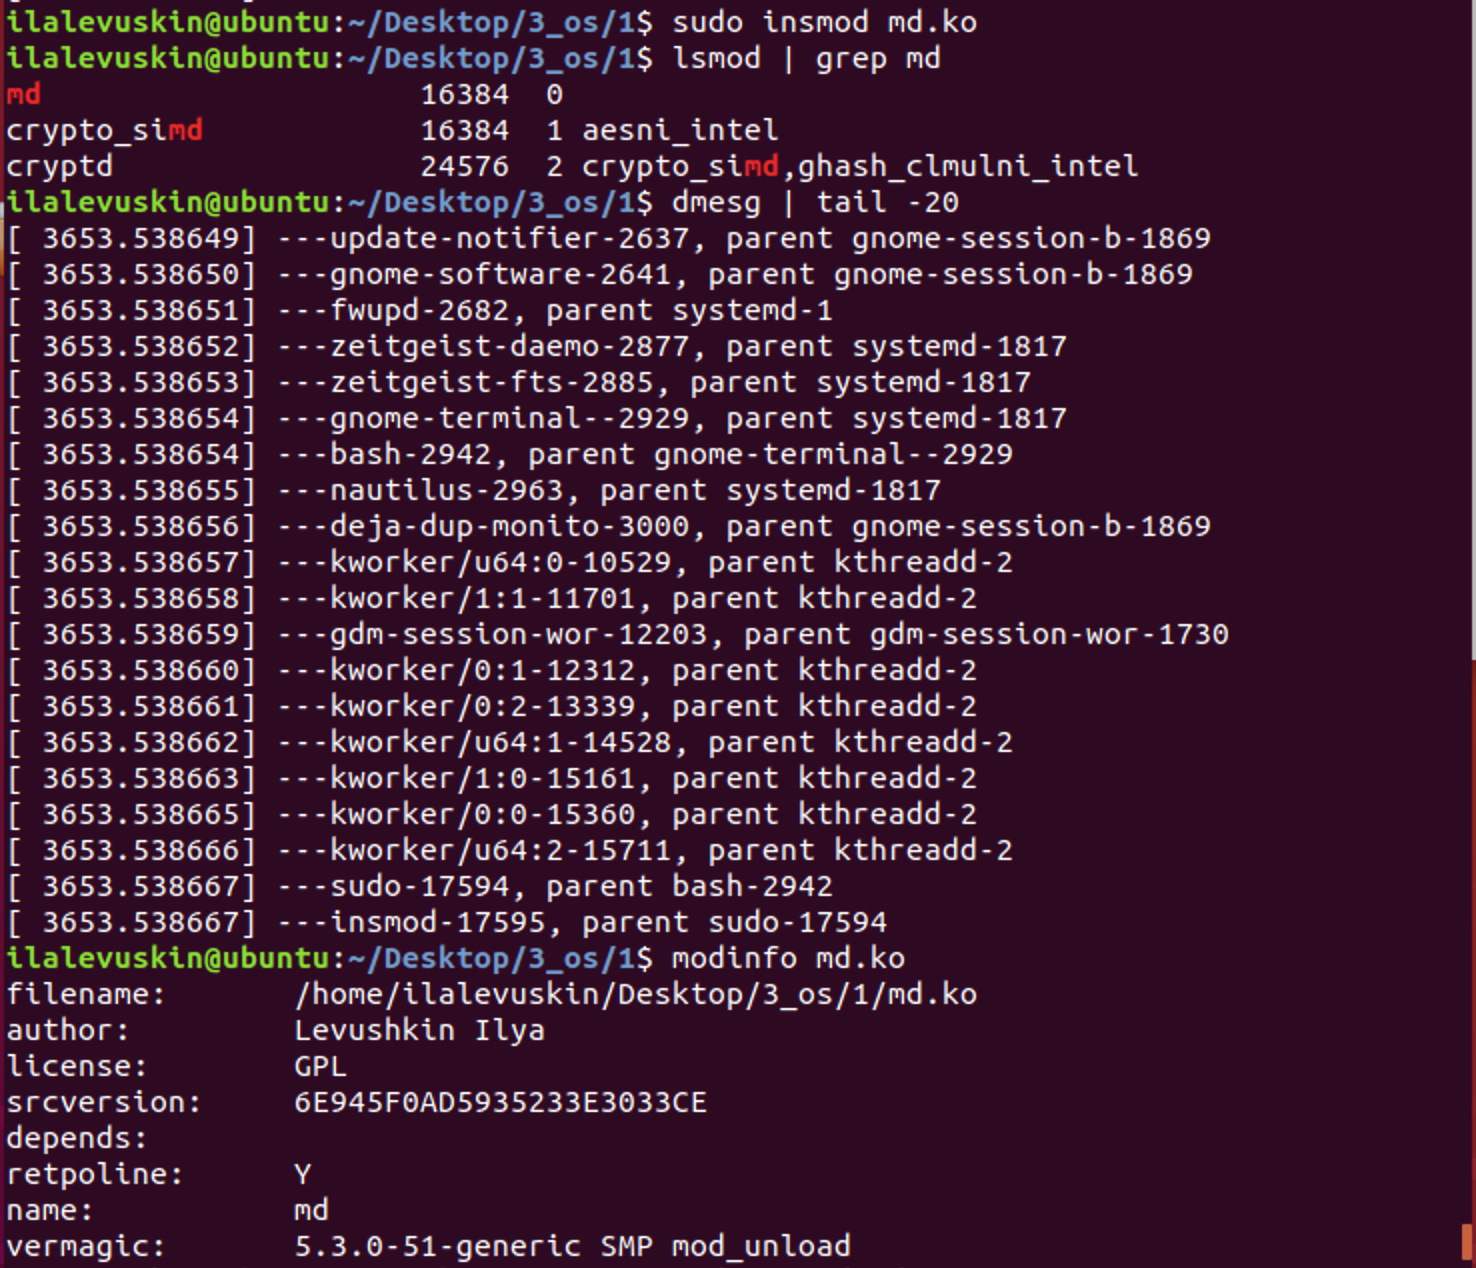 ilalevuskin@ubuntu:~/Desktop/3_os/1$ sudo insmod md.ko
ilalevuskin@ubuntu:~/Desktop/3_os/1$ lsmod | grep md
md                     16384  0
crypto_simd            16384  1 aesni_intel
cryptd                 24576  2 crypto_simd,ghash_clmulni_intel
ilalevuskin@ubuntu:~/Desktop/3_os/1$ dmesg | tail -20
[ 3653.538649] ---update-notifier-2637, parent gnome-session-b-1869
[ 3653.538650] ---gnome-software-2641, parent gnome-session-b-1869
[ 3653.538651] ---fwupd-2682, parent systemd-1
[ 3653.538652] ---zeitgeist-daemo-2877, parent systemd-1817
[ 3653.538653] ---zeitgeist-fts-2885, parent systemd-1817
[ 3653.538654] ---gnome-terminal--2929, parent systemd-1817
[ 3653.538654] ---bash-2942, parent gnome-terminal--2929
[ 3653.538655] ---nautilus-2963, parent systemd-1817
[ 3653.538656] ---deja-dup-monito-3000, parent gnome-session-b-1869
[ 3653.538657] ---kworker/u64:0-10529, parent kthreadd-2
[ 3653.538658] ---kworker/1:1-11701, parent kthreadd-2
[ 3653.538659] ---gdm-session-wor-12203, parent gdm-session-wor-1730
[ 3653.538660] ---kworker/0:1-12312, parent kthreadd-2
[ 3653.538661] ---kworker/0:2-13339, parent kthreadd-2
[ 3653.538662] ---kworker/u64:1-14528, parent kthreadd-2
[ 3653.538663] ---kworker/1:0-15161, parent kthreadd-2
[ 3653.538665] ---kworker/0:0-15360, parent kthreadd-2
[ 3653.538666] ---kworker/u64:2-15711, parent kthreadd-2
[ 3653.538667] ---sudo-17594, parent bash-2942
[ 3653.538667] ---insmod-17595, parent sudo-17594
ilalevuskin@ubuntu:~/Desktop/3_os/1$ modinfo md.ko
filename:       /home/ilalevuskin/Desktop/3_os/1/md.ko
author:         Levushkin Ilya
license:        GPL
srcversion:     6E945F0AD5935233E3033CE
depends:
retpoline:      Y
name:           md
vermagic:       5.3.0-51-generic SMP mod_unload